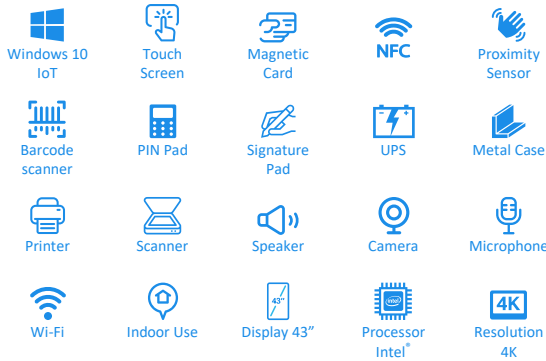 Windows 10
IoT
Touch
Screen
Magnetic
Card
NFC
Proximity
Sensor
Barcode
scanner
PIN Pad
Signature
Pad
UPS
Metal Case
Printer
Scanner
Speaker
Camera
Microphone
Wi-Fi
Indoor Use
43"
Display 43”
intel
Processor
Intel®
4K
Resolution
4K